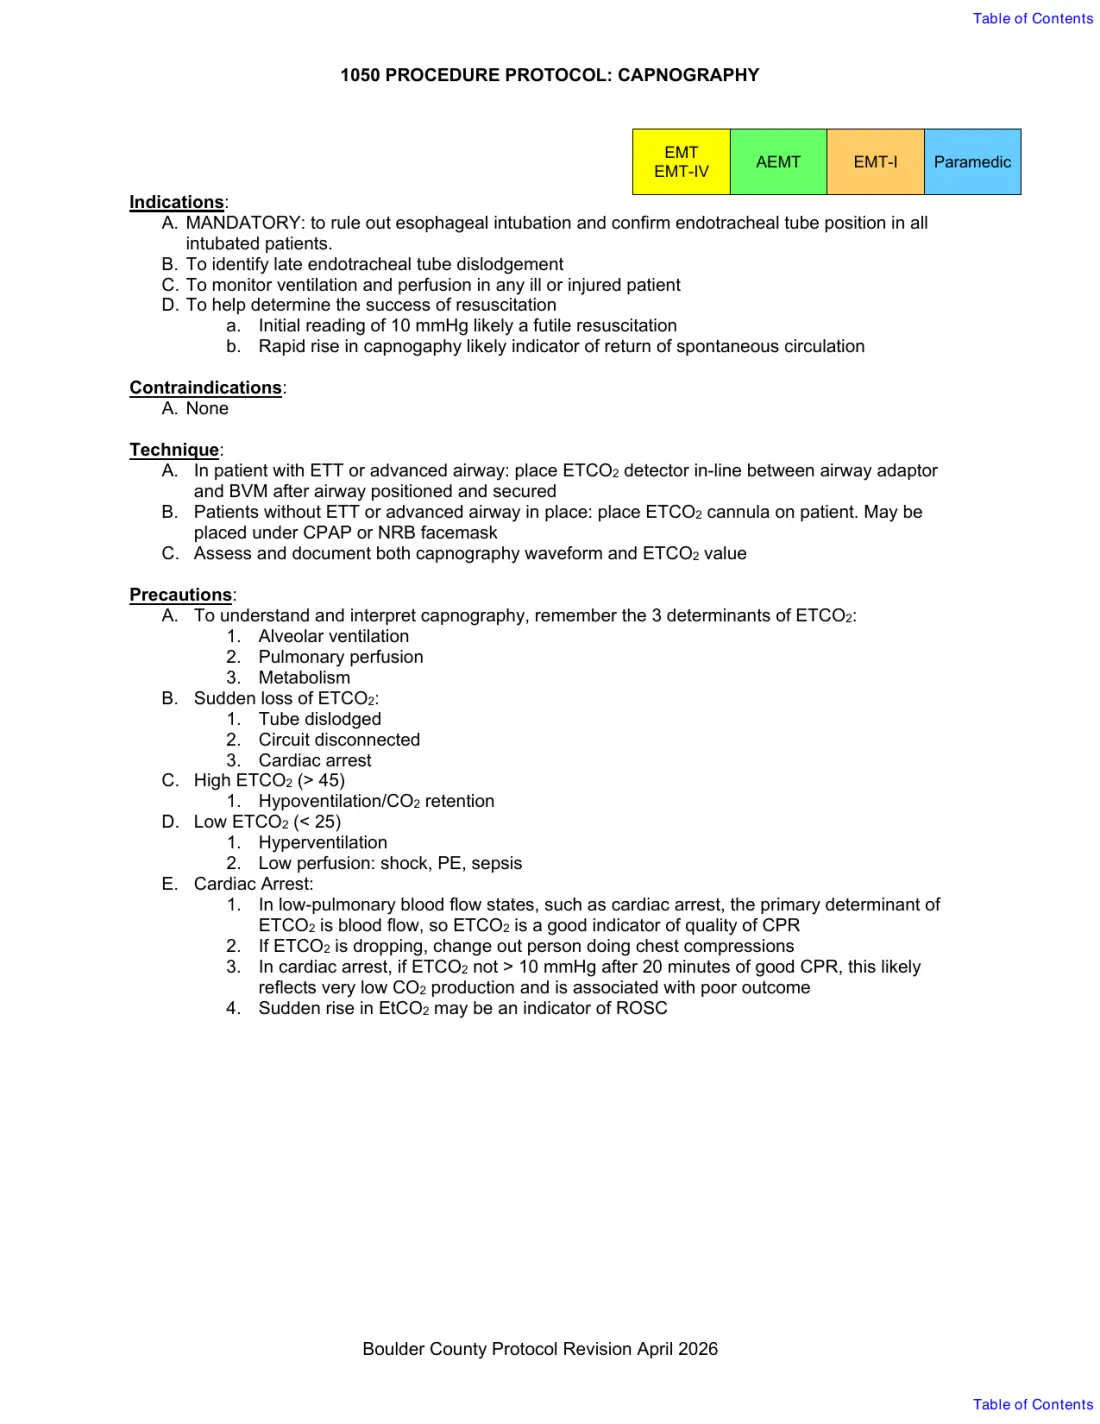 Table of Contents
1050 PROCEDURE PROTOCOL: CAPNOGRAPHY
EMT
EMT-IV
AEMT
EMT-I
Paramedic
Indications:
A. MANDATORY: to rule out esophageal intubation and confirm endotracheal tube position in all
intubated patients.
B. To identify late endotracheal tube dislodgement
C. To monitor ventilation and perfusion in any ill or injured patient
D. To help determine the success of resuscitation
a. Initial reading of 10 mmHg likely a futile resuscitation
b. Rapid rise in capnogaphy likely indicator of return of spontaneous circulation
Contraindications:
A. None
Technique:
A. In patient with ETT or advanced airway: place ETCO2 detector in-line between airway adaptor
and BVM after airway positioned and secured
B. Patients without ETT or advanced airway in place: place ETCO2 cannula on patient. May be
placed under CPAP or NRB facemask
C. Assess and document both capnography waveform and ETCO2 value
Precautions:
A. To understand and interpret capnography, remember the 3 determinants of ETCO2:
1. Alveolar ventilation
2. Pulmonary perfusion
3. Metabolism
B. Sudden loss of ETCO2:
1. Tube dislodged
2. Circuit disconnected
3. Cardiac arrest
C. High ETCO2 (> 45)
1. Hypoventilation/CO2 retention
D. Low ETCO2 (< 25)
1. Hyperventilation
2. Low perfusion: shock, PE, sepsis
E. Cardiac Arrest:
1. In low-pulmonary blood flow states, such as cardiac arrest, the primary determinant of
ETCO2 is blood flow, so ETCO2 is a good indicator of quality of CPR
2. If ETCO2 is dropping, change out person doing chest compressions
3. In cardiac arrest, if ETCO2 not > 10 mmHg after 20 minutes of good CPR, this likely
reflects very low CO2 production and is associated with poor outcome
4. Sudden rise in EtCO2 may be an indicator of ROSC
Boulder County Protocol Revision April 2026
Table of Contents